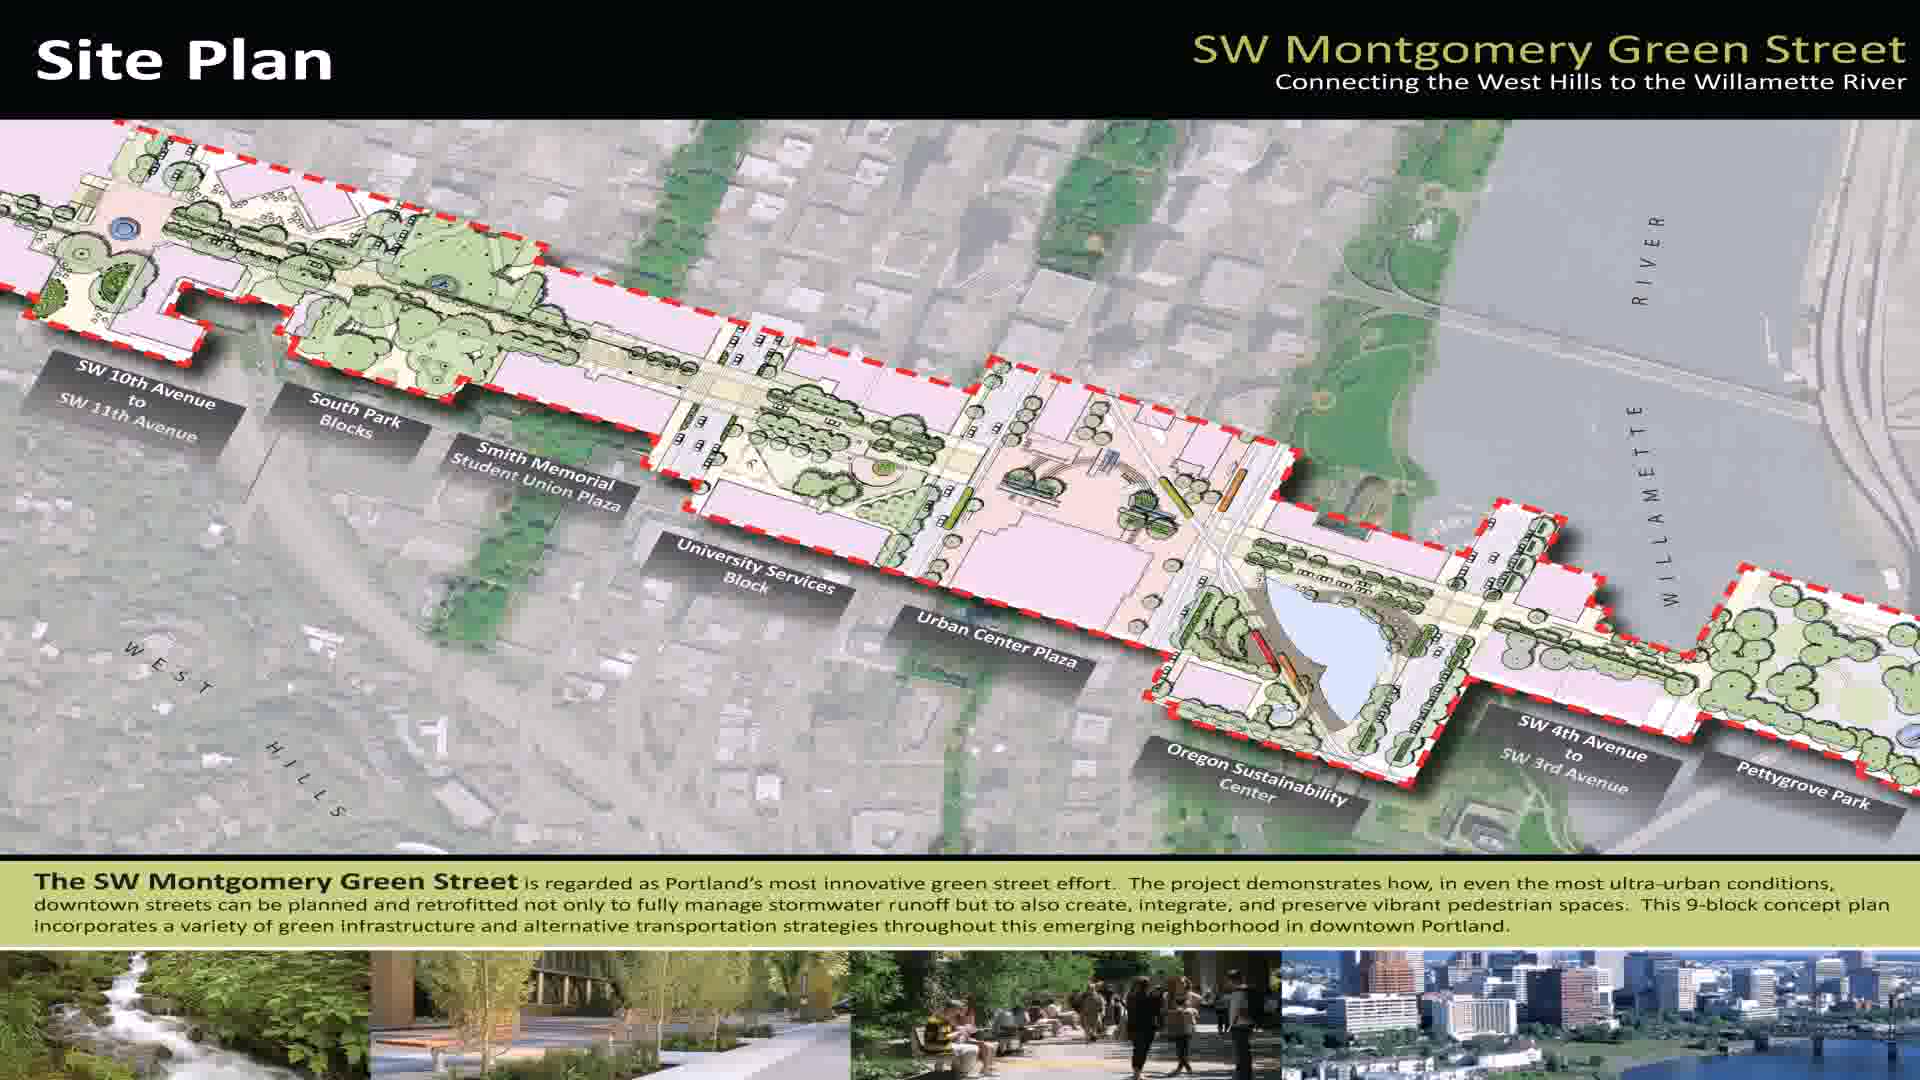 Site Plan
SW Montgomery Green Street
Connecting the West Hills to the Willamette River
RIVER
WILLAMETTE
SW 10th Avenue
to
SW 11th Avenue
South Park
Blocks
Smith Memorial
Student Union Plaza
University Services
Block
Urban Center Plaza
Oregon Sustainability
Center
SW 4th Avenue
to
SW 3rd Avenue
Pettygrove Park
WEST
HILLS
The SW Montgomery Green Street is regarded as Portland's most innovative green street effort.  The project demonstrates how, in even the most ultra-urban conditions,
downtown streets can be planned and retrofitted not only to fully manage stormwater runoff but to also create, integrate, and preserve vibrant pedestrian spaces.  This 9-block concept plan
incorporates a variety of green infrastructure and alternative transportation strategies throughout this emerging neighborhood in downtown Portland.